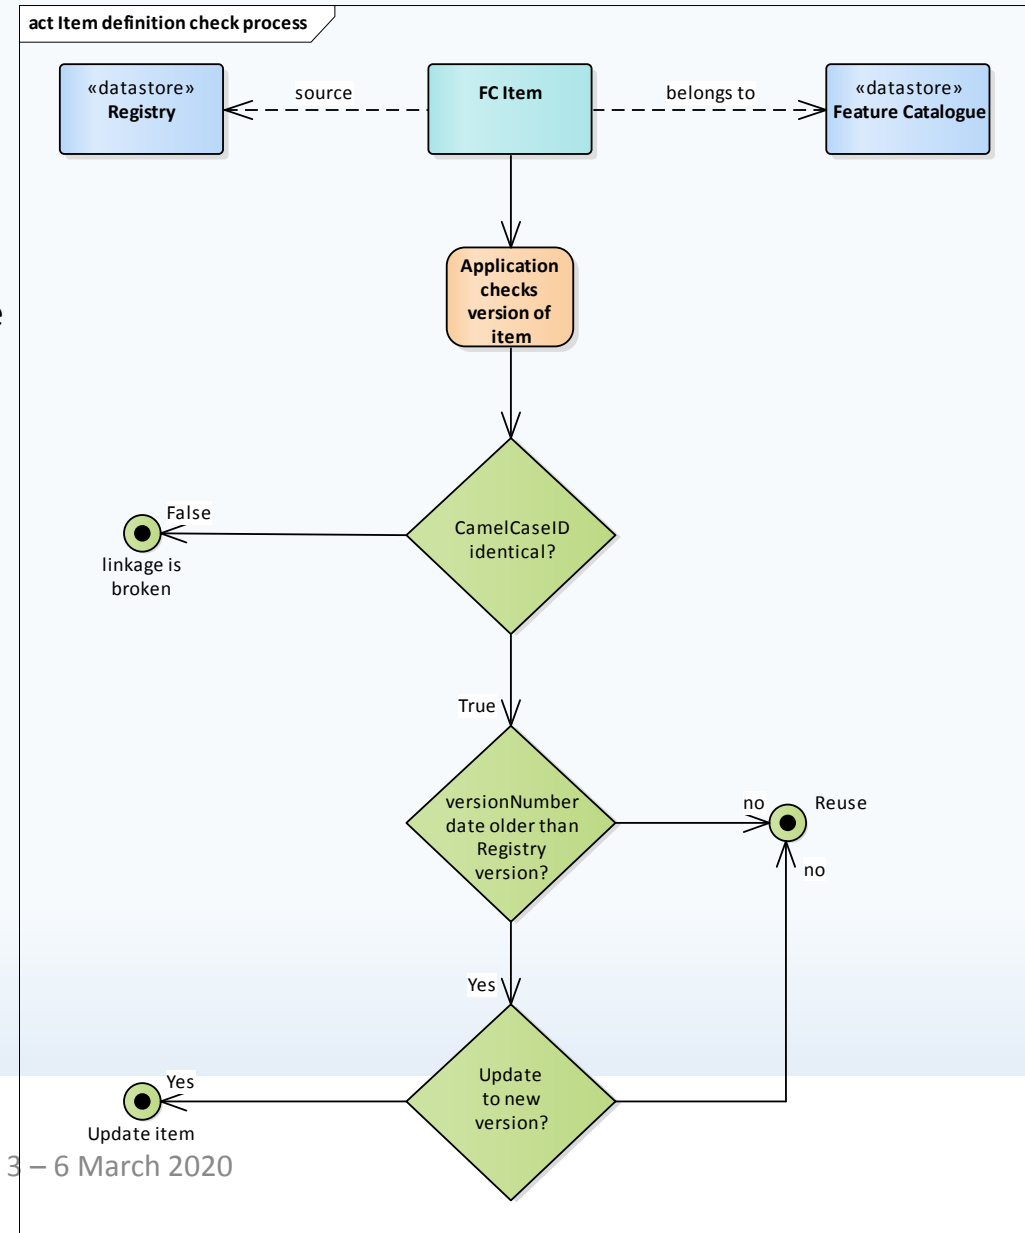 act Item definition check process
«datastore»
Registry
source
FC Item
belongs to
«datastore»
Feature Catalogue
Application
checks
version of
item
e
False
CamelCaseID
identical?
linkage is
broken
True
versionNumber
date older than
Registry
version?
no
Reuse
no
Yes
Update
to new
version?
Yes
Update item
3 – 6 March 2020